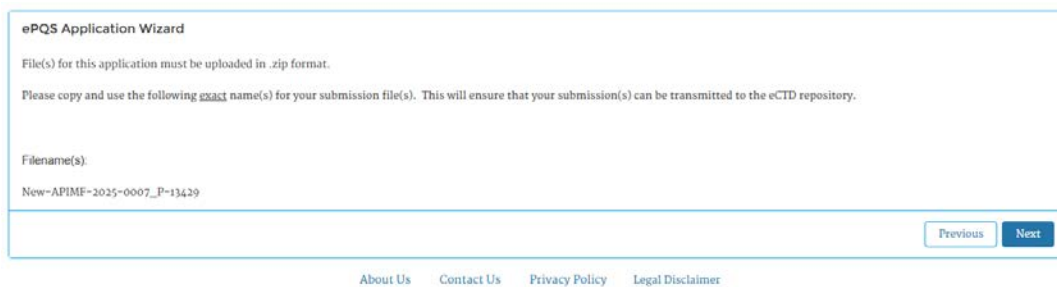 ePQS Application Wizard
File(s) for this application must be uploaded in .zip format.
Please copy and use the following exact name(s) for your submission file(s). This will ensure that your submission(s) can be transmitted to the eCTD repository.
Filename(s):
New-APIMF-2025-0007_P-13429
Previous Next
About Us Contact Us Privacy Policy Legal Disclaimer